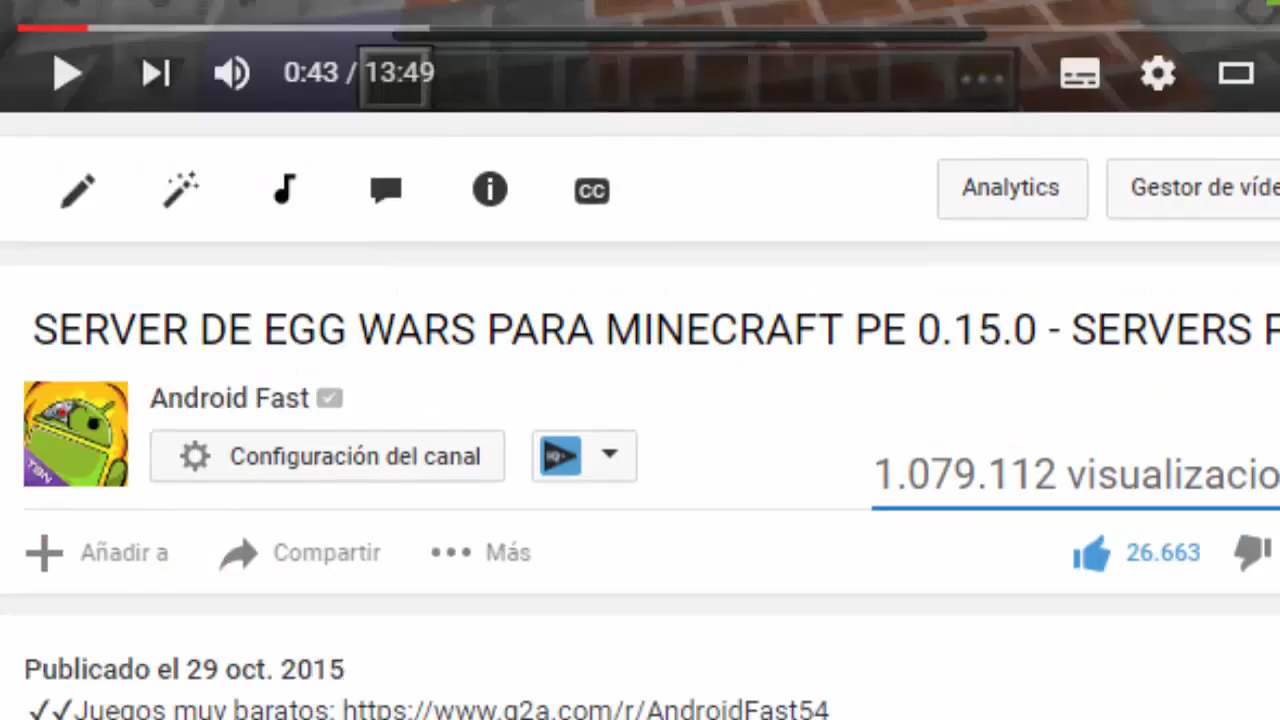 0:43 / 13:49
CC
Analytics
Gestor de víde
SERVER DE EGG WARS PARA MINECRAFT PE 0.15.0 - SERVERS P
Android Fast
TBN
Configuración del canal
1.079.112 visualizacio
Añadir a
Compartir
Más
26.663
Publicado el 29 oct. 2015
✓✓Juegos muy baratos: https://www.g2a.com/r/AndroidFast54